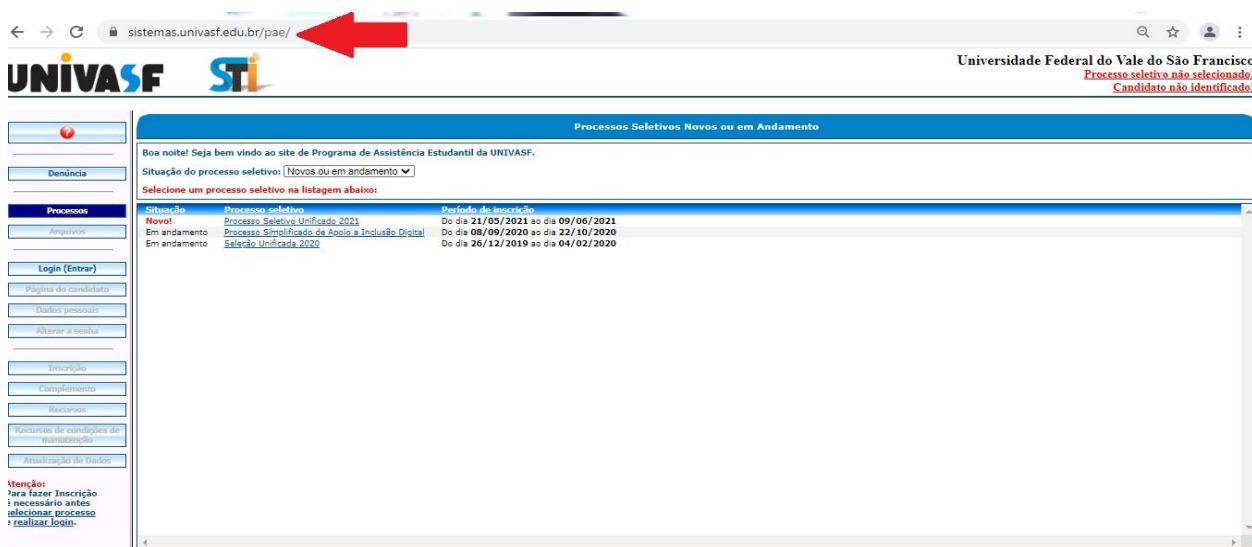 sistemas.univasf.edu.br/pae/
UNIVASF STI
Universidade Federal do Vale do São Francisco
Processo seletivo não selecionado!
Candidato não identificado!
?
Denúncia
Processos
Arquivos
Login (Entrar)
Página do candidato
Dados pessoais
Alterar a senha
Inscrição
Complemento
Recursos
Recursos de condições de
manutenção
Atualização de Dados
Atenção:
Para fazer Inscrição
é necessário antes
selecionar processo
e realizar login.
Processos Seletivos Novos ou em Andamento
Boa noite! Seja bem vindo ao site de Programa de Assistência Estudantil da UNIVASF.
Situação do processo seletivo: Novos ou em andamento
Selecione um processo seletivo na listagem abaixo:
Situação Processo seletivo Período de inscrição
Novo! Processo Seletivo Unificado 2021 Do dia 21/05/2021 ao dia 09/06/2021
Em andamento Processo Simplificado de Apoio a Inclusão Digital Do dia 08/09/2020 ao dia 22/10/2020
Em andamento Seleção Unificada 2020 Do dia 26/12/2019 ao dia 04/02/2020